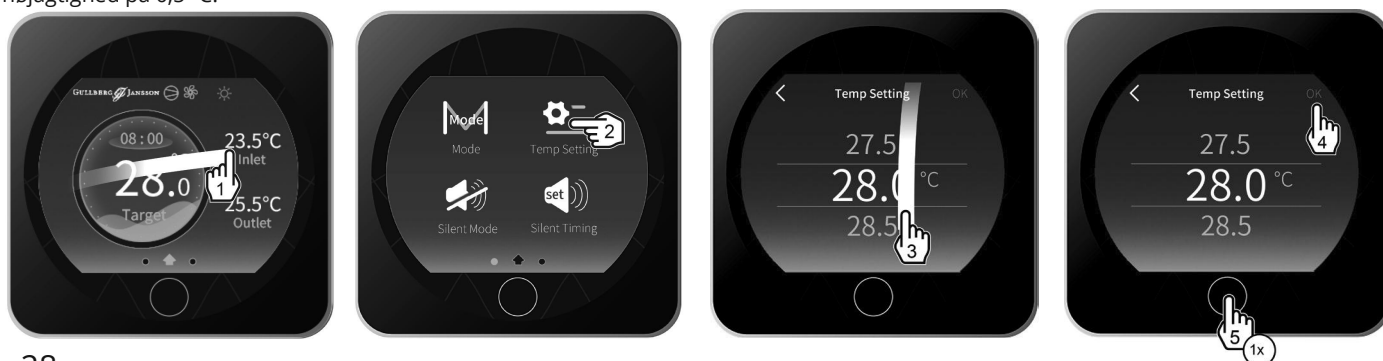 på 0,5 °C.
GULLBERG JANSSON
08:00
28.0
Target
23.5°C
Inlet
25.5°C
Outlet
1
Mode
Mode
2
Temp Setting
Silent Mode
set
Silent Timing
< Temp Setting OK
27.5
28.0 °C
28.5
3
< Temp Setting OK
27.5
28.0 °C
28.5
4
5
1x
28